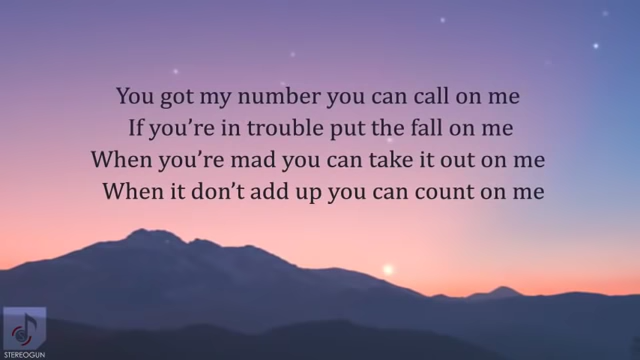 You got my number you can call on me
If you’re in trouble put the fall on me
When you’re mad you can take it out on me
When it don’t add up you can count on me
STEREOGUN